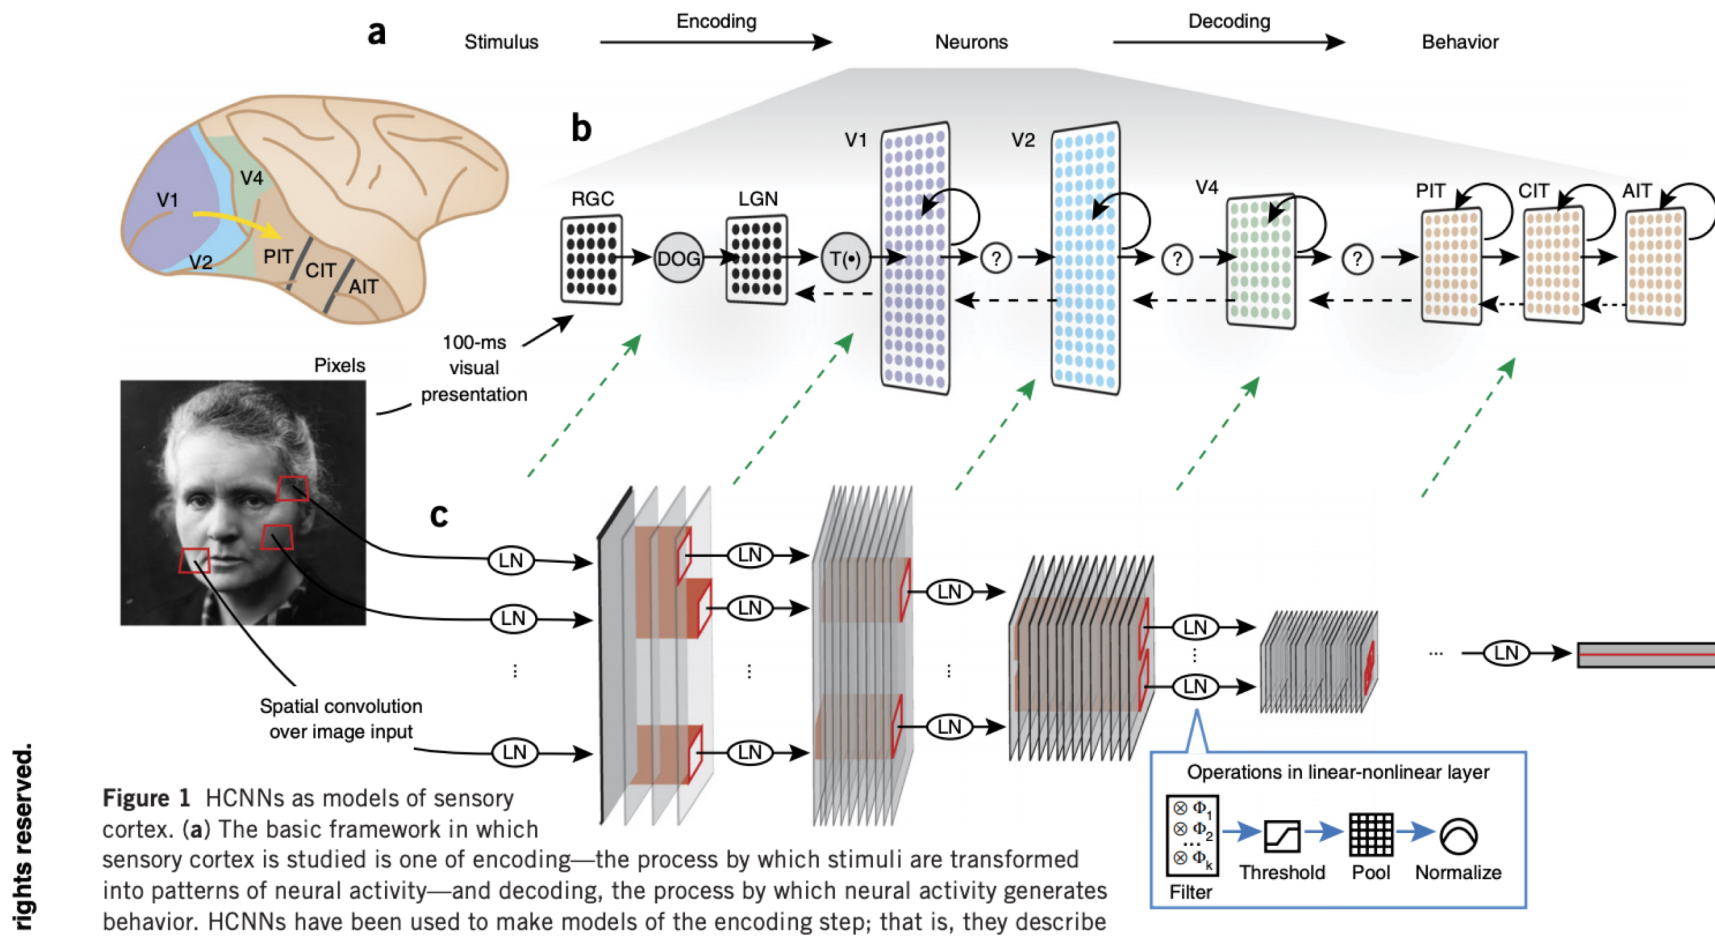 a
Stimulus
Encoding
Neurons
Decoding
Behavior
b
V1
V2
V4
PIT
CIT
AIT
RGC
DOG
LGN
T(•)
V1
?
V2
?
V4
?
PIT
CIT
AIT
100-ms
visual
presentation
Pixels
c
LN
LN
LN
LN
LN
LN
LN
LN
LN
LN
LN
...
...
...
...
...
Spatial convolution
over image input
Operations in linear-nonlinear layer
⊗ Φ1
⊗ Φ2
...
⊗ Φk
Filter
Threshold
Pool
Normalize
Figure 1 HCNNs as models of sensory
cortex. (a) The basic framework in which
sensory cortex is studied is one of encoding—the process by which stimuli are transformed
into patterns of neural activity—and decoding, the process by which neural activity generates
behavior. HCNNs have been used to make models of the encoding step; that is, they describe
rights reserved.